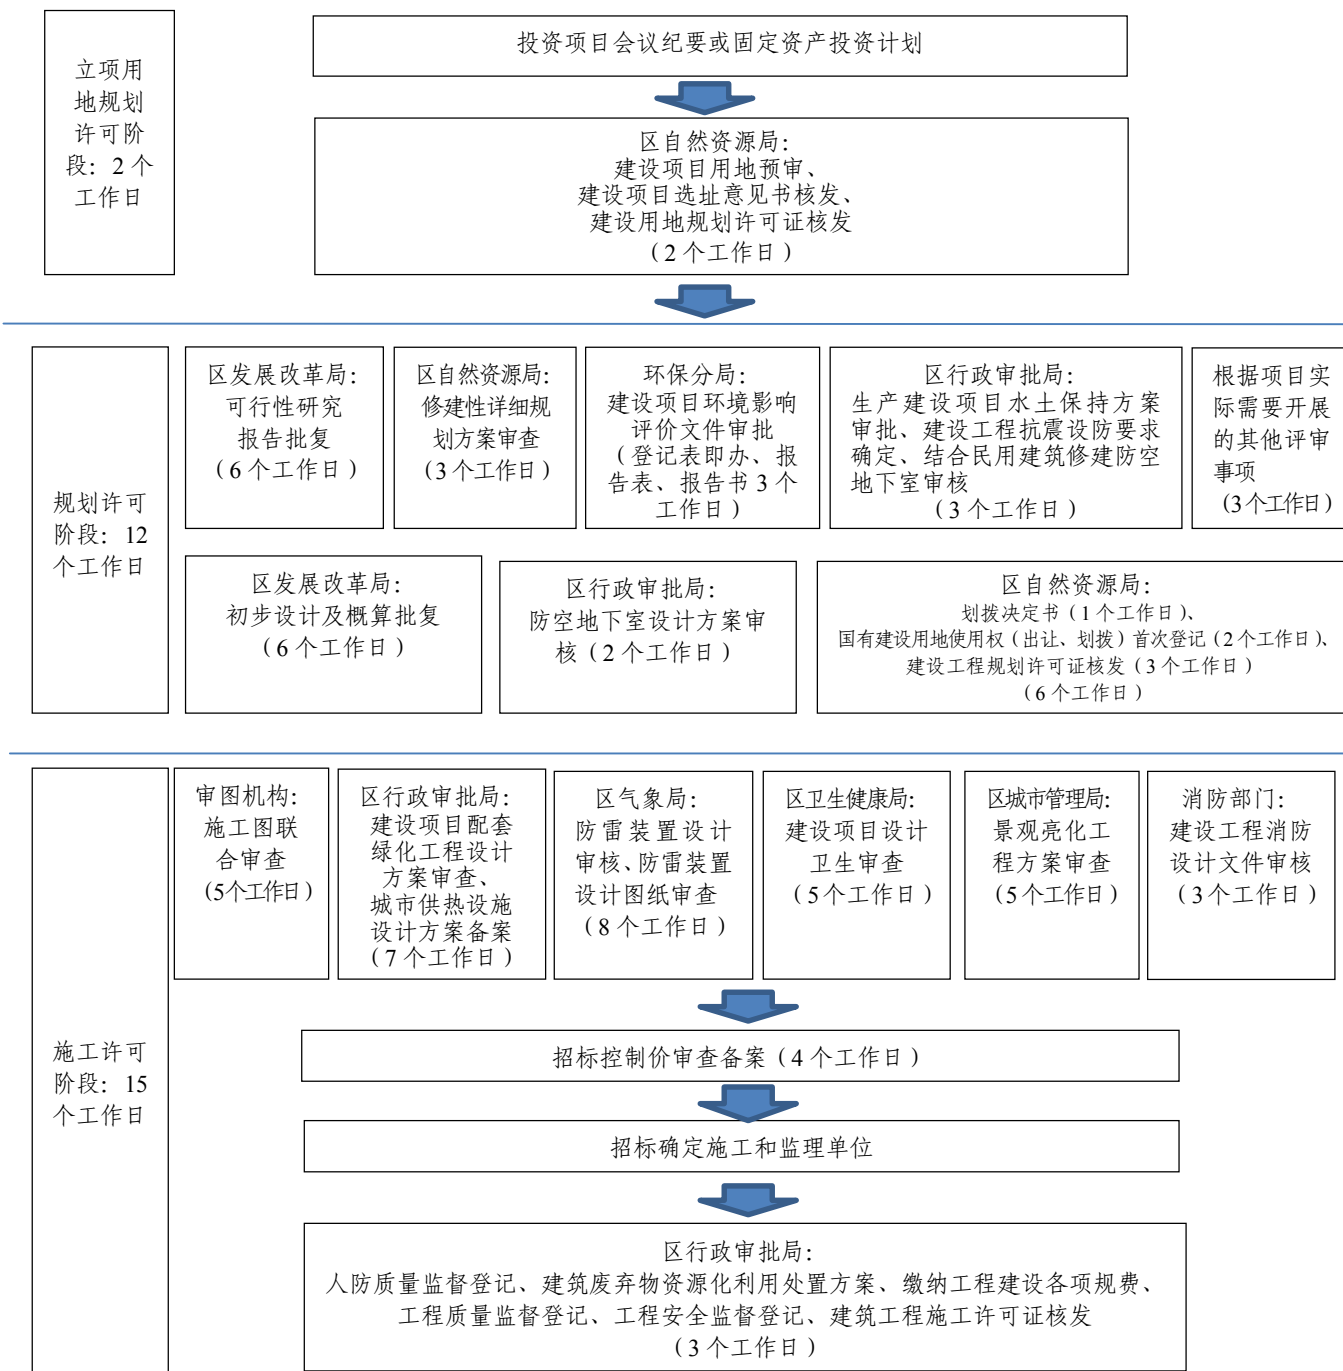 立项用
地规划
许可阶
段：2个
工作日
投资项目会议纪要或固定资产投资计划
区自然资源局：
建设项目用地预审、
建设项目选址意见书核发、
建设用地规划许可证核发
（2个工作日）
规划许可
阶段：12
个工作日
区发展改革局：
可行性研究
报告批复
（6个工作日）
区自然资源局：
修建性详细规
划方案审查
（3个工作日）
环保分局：
建设项目环境影响
评价文件审批
（登记表即办、报
告表、报告书3个
工作日）
区行政审批局：
生产建设项目水土保持方案
审批、建设工程抗震设防要求
确定、结合民用建筑修建防空
地下室审核
（3个工作日）
根据项目实
际需要开展
的其他评审
事项
（3个工作日）
区发展改革局：
初步设计及概算批复
（6个工作日）
区行政审批局：
防空地下室设计方案审
核（2个工作日）
区自然资源局：
划拨决定书（1个工作日）、
国有建设用地使用权（出让、划拨）首次登记（2个工作日）、
建设工程规划许可证核发（3个工作日）
（6个工作日）
施工许可
阶段：15
个工作日
审图机构：
施工图联
合审查
（5个工作日）
区行政审批局：
建设项目配套
绿化工程设计
方案审查、
城市供热设施
设计方案备案
（7个工作日）
区气象局：
防雷装置设计
审核、防雷装置
设计图纸审查
（8个工作日）
区卫生健康局：
建设项目设计
卫生审查
（5个工作日）
区城市管理局：
景观亮化工
程方案审查
（5个工作日）
消防部门：
建设工程消防
设计文件审核
（3个工作日）
招标控制价审查备案（4个工作日）
招标确定施工和监理单位
区行政审批局：
人防质量监督登记、建筑废弃物资源化利用处置方案、缴纳工程建设各项规费、
工程质量监督登记、工程安全监督登记、建筑工程施工许可证核发
（3个工作日）